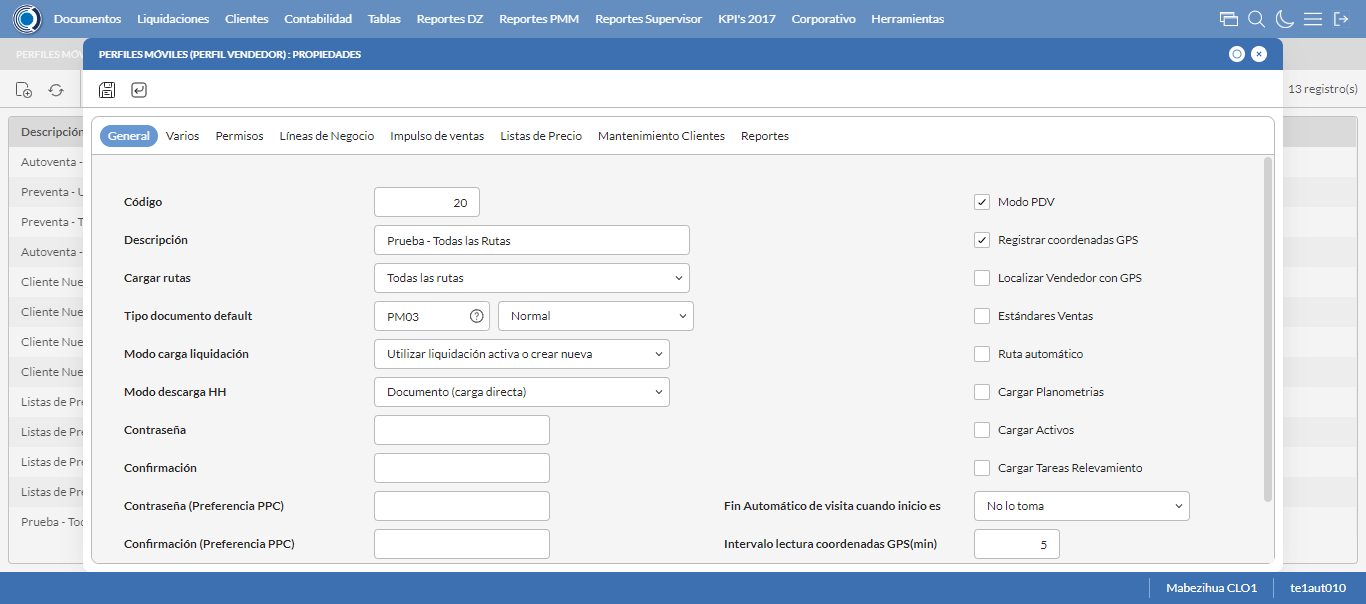 Documentos Liquidaciones Clientes Contabilidad Tablas Reportes DZ Reportes PMM Reportes Supervisor KPI's 2017 Corporativo Herramientas
PERFILES MÓV
PERFILES MÓVILES (PERFIL VENDEDOR) : PROPIEDADES
13 registro(s)
General Varios Permisos Líneas de Negocio Impulso de ventas Listas de Precio Mantenimiento Clientes Reportes
Descripción
Autoventa -
Preventa - U
Preventa - T
Autoventa -
Cliente Nue
Cliente Nue
Cliente Nue
Cliente Nue
Listas de Pre
Listas de Pre
Listas de Pre
Listas de Pre
Prueba - Tod
Código 20 Modo PDV
Descripción Prueba - Todas las Rutas Registrar coordenadas GPS
Cargar rutas Todas las rutas Localizar Vendedor con GPS
Tipo documento default PM03 Normal Estándares Ventas
Modo carga liquidación Utilizar liquidación activa o crear nueva Ruta automático
Modo descarga HH Documento (carga directa) Cargar Planometrias
Contraseña Cargar Activos
Confirmación Cargar Tareas Relevamiento
Contraseña (Preferencia PPC) Fin Automático de visita cuando inicio es No lo toma
Confirmación (Preferencia PPC) Intervalo lectura coordenadas GPS(min) 5
Mabezihua CLO1 te1aut010